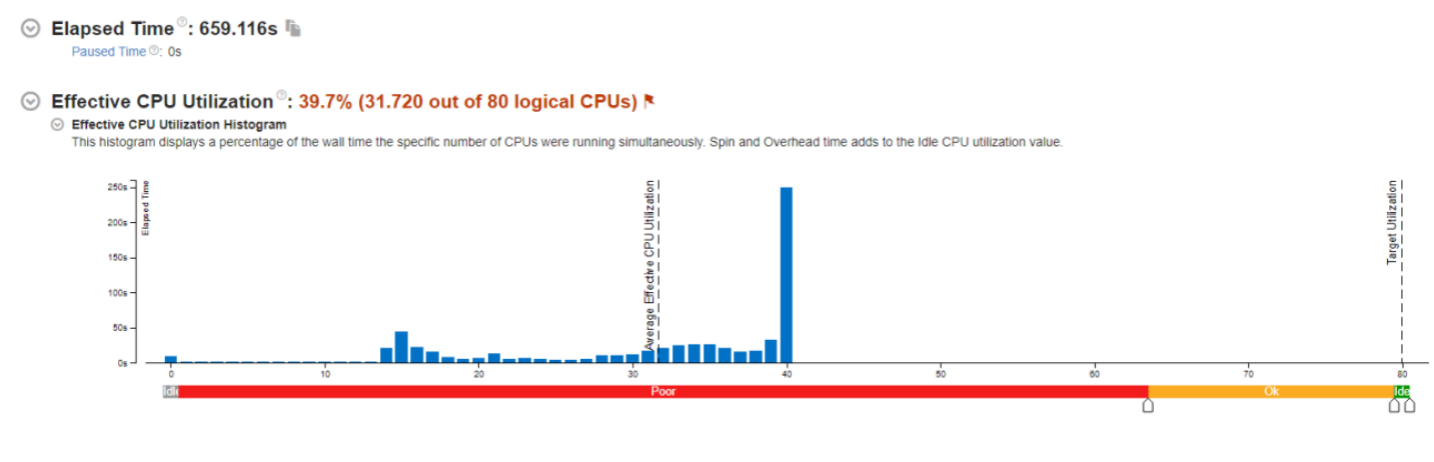 Elapsed Time ?: 659.116s
Paused Time ?: 0s
Effective CPU Utilization ?: 39.7% (31.720 out of 80 logical CPUs)
Effective CPU Utilization Histogram
This histogram displays a percentage of the wall time the specific number of CPUs were running simultaneously. Spin and Overhead time adds to the Idle CPU utilization value.
Elapsed Time
250s
200s
150s
100s
50s
0s
Average Effective CPU Utilization
Target Utilization
0 10 20 30 40 50 60 70 80
Idle Poor Ok Ide